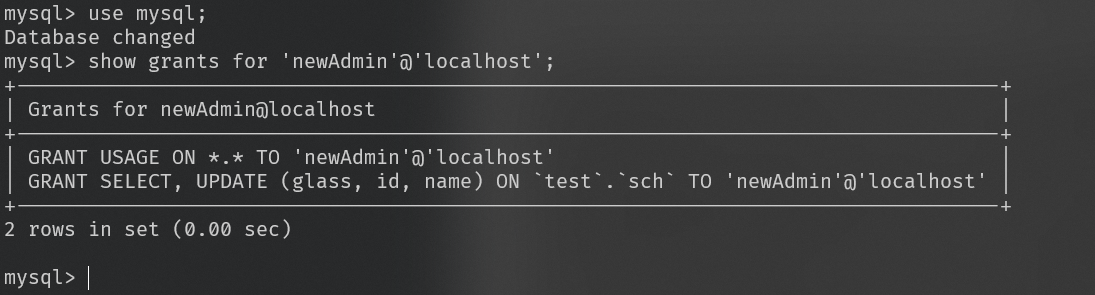 mysql> use mysql;
Database changed
mysql> show grants for 'newAdmin'@'localhost';
+----------------------------------------------------------------------------------+
| Grants for newAdmin@localhost                                                    |
+----------------------------------------------------------------------------------+
| GRANT USAGE ON *.* TO 'newAdmin'@'localhost'                                     |
| GRANT SELECT, UPDATE (glass, id, name) ON `test`.`sch` TO 'newAdmin'@'localhost' |
+----------------------------------------------------------------------------------+
2 rows in set (0.00 sec)
mysql>